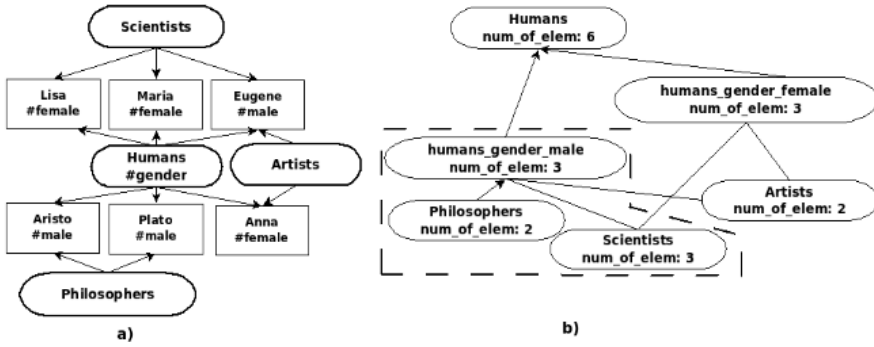 Scientists
Lisa
#female
Maria
#female
Eugene
#male
Humans
#gender
Artists
Aristo
#male
Plato
#male
Anna
#female
Philosophers
a)
Humans
num_of_elem: 6
humans_gender_female
num_of_elem: 3
humans_gender_male
num_of_elem: 3
Philosophers
num_of_elem: 2
Artists
num_of_elem: 2
Scientists
num_of_elem: 3
b)